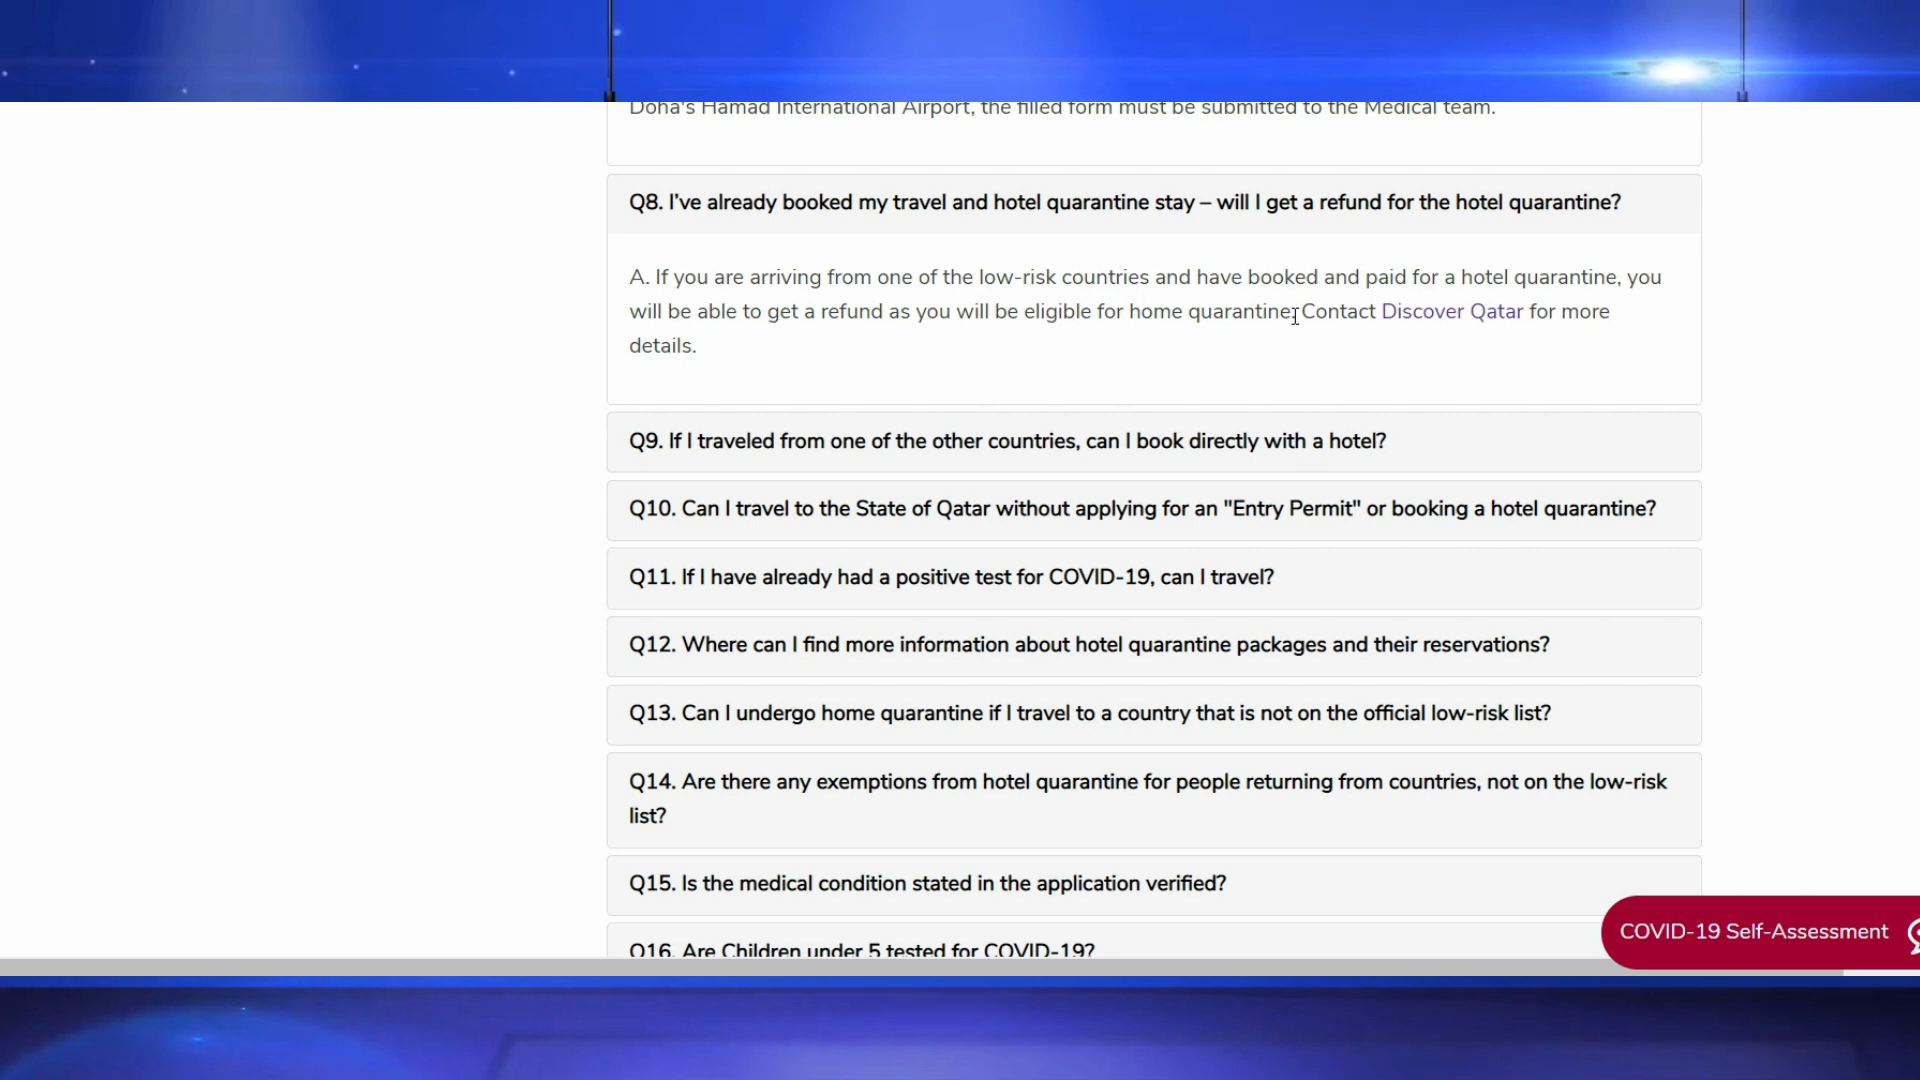 Doha's Hamad International Airport, the filled form must be submitted to the Medical team.
Q8. I've already booked my travel and hotel quarantine stay – will I get a refund for the hotel quarantine?
A. If you are arriving from one of the low-risk countries and have booked and paid for a hotel quarantine, you
will be able to get a refund as you will be eligible for home quarantine. Contact Discover Qatar for more
details.
Q9. If I traveled from one of the other countries, can I book directly with a hotel?
Q10. Can I travel to the State of Qatar without applying for an "Entry Permit" or booking a hotel quarantine?
Q11. If I have already had a positive test for COVID-19, can I travel?
Q12. Where can I find more information about hotel quarantine packages and their reservations?
Q13. Can I undergo home quarantine if I travel to a country that is not on the official low-risk list?
Q14. Are there any exemptions from hotel quarantine for people returning from countries, not on the low-risk
list?
Q15. Is the medical condition stated in the application verified?
COVID-19 Self-Assessment
Q16. Are Children under 5 tested for COVID-19?